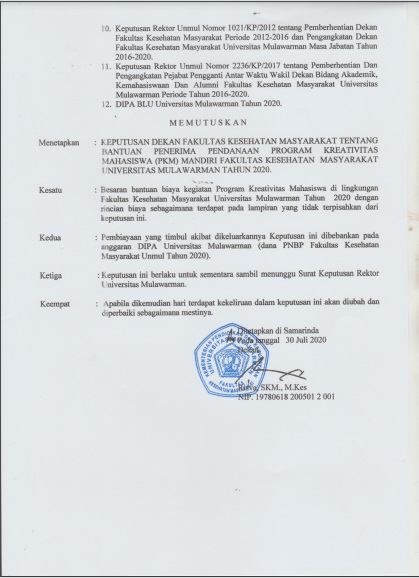 10. Keputusan Rektor Unmul Nomor 1021/KP/2012 tentang Pemberhentian Dekan
Fakultas Kesehatan Masyarakat Periode 2012-2016 dan Pengangkatan Dekan
Fakultas Kesehatan Masyarakat Universitas Mulawarman Masa Jabatan Tahun
2016-2020.
11. Keputusan Rektor Unmul Nomor 2236/KP/2017 tentang Pemberhentian Dan
Pengangkatan Pejabat Pengganti Antar Waktu Wakil Dekan Bidang Akademik,
Kemahasiswaan Dan Alumni Fakultas Kesehatan Masyarakat Universitas
Mulawarman Periode Tahun 2016-2020.
12. DIPA BLU Universitas Mulawarman Tahun 2020.
M E M U T U S K A N
Menetapkan : KEPUTUSAN DEKAN FAKULTAS KESEHATAN MASYARAKAT TENTANG
BANTUAN PENERIMA PENDANAAN PROGRAM KREATIVITAS
MAHASISWA (PKM) MANDIRI FAKULTAS KESEHATAN MASYARAKAT
UNIVERSITAS MULAWARMAN TAHUN 2020.
Kesatu : Besaran bantuan biaya kegiatan Program Kreativitas Mahasiswa di lingkungan
Fakultas Kesehatan Masyarakat Universitas Mulawarman Tahun 2020 dengan
rincian biaya sebagaimana terdapat pada lampiran yang tidak terpisahkan dari
keputusan ini.
Kedua : Pembiayaan yang timbul akibat dikeluarkannya Keputusan ini dibebankan pada
anggaran DIPA Universitas Mulawarman (dana PNBP Fakultas Kesehatan
Masyarakat Unmul Tahun 2020).
Ketiga : Keputusan ini berlaku untuk sementara sambil menunggu Surat Keputusan Rektor
Universitas Mulawarman.
Keempat : Apabila dikemudian hari terdapat kekeliruan dalam keputusan ini akan diubah dan
diperbaiki sebagaimana mestinya.
Ditetapkan di Samarinda
Pada tanggal 30 Juli 2020
Dekan
SKM., M.Kes
NIP. 19780618 200501 2 001